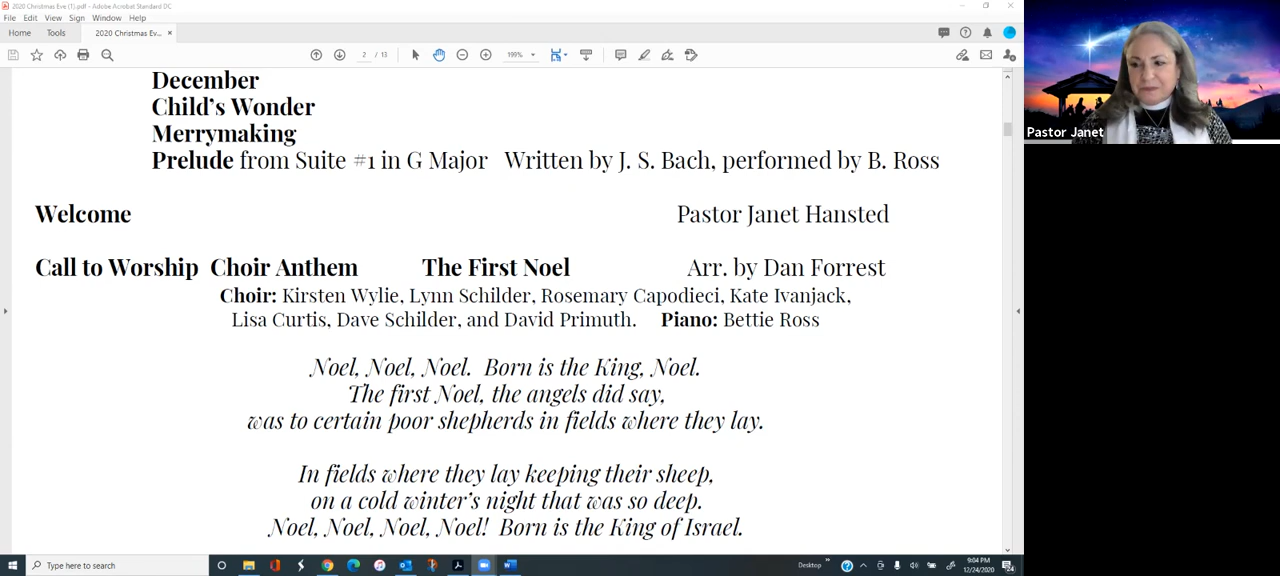 2020 Christmas Eve (1).pdf - Adobe Acrobat Standard DC
File Edit View Sign Window Help
Home Tools 2020 Christmas Ev... ×
2 / 13 199%
December
Child's Wonder
Merrymaking
Prelude from Suite #1 in G Major Written by J. S. Bach, performed by B. Ross
Welcome Pastor Janet Hansted
Call to Worship Choir Anthem The First Noel Arr. by Dan Forrest
Choir: Kirsten Wylie, Lynn Schilder, Rosemary Capodieci, Kate Ivanjack,
Lisa Curtis, Dave Schilder, and David Primuth. Piano: Bettie Ross
Noel, Noel, Noel. Born is the King, Noel.
The first Noel, the angels did say,
was to certain poor shepherds in fields where they lay.
In fields where they lay keeping their sheep,
on a cold winter's night that was so deep.
Noel, Noel, Noel, Noel! Born is the King of Israel.
Pastor Janet
Type here to search
Desktop
9:04 PM
12/24/2020
24